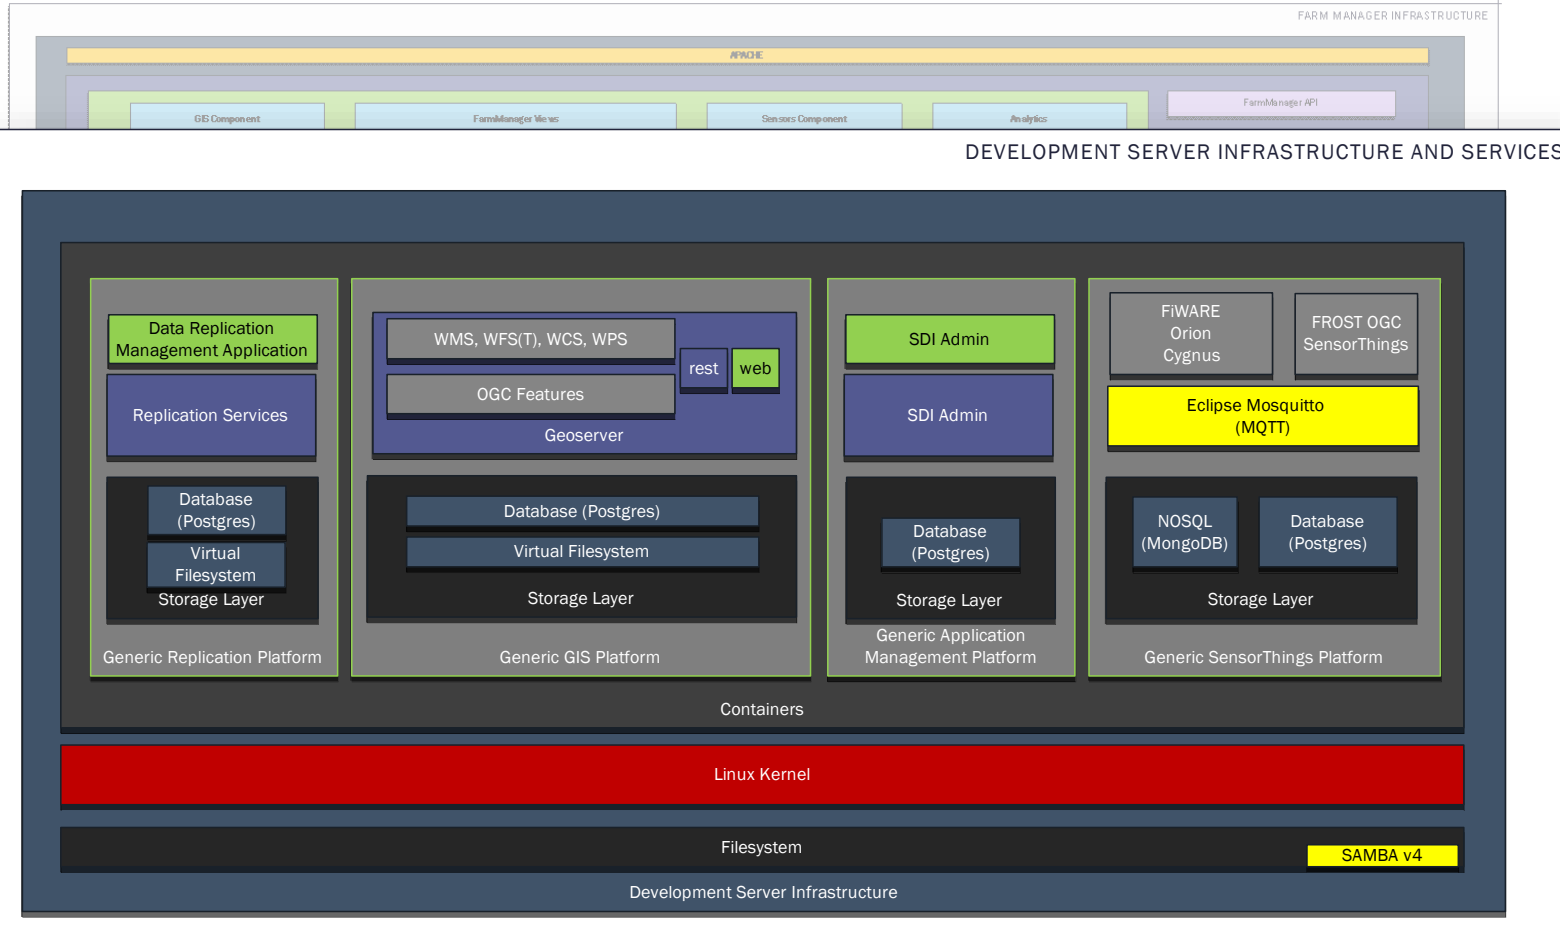 FARM MANAGER INFRASTRUCTURE
APACHE
FarmManager API
GIS Component
FarmManager Views
Sensors Component
Analytics
DEVELOPMENT SERVER INFRASTRUCTURE AND SERVICES
Data Replication
Management Application
Replication Services
Database
(Postgres)
Virtual
Filesystem
Storage Layer
Generic Replication Platform
WMS, WFS(T), WCS, WPS
OGC Features
rest
web
Geoserver
Database (Postgres)
Virtual Filesystem
Storage Layer
Generic GIS Platform
SDI Admin
SDI Admin
Database
(Postgres)
Storage Layer
Generic Application
Management Platform
FiWARE
Orion
Cygnus
FROST OGC
SensorThings
Eclipse Mosquitto
(MQTT)
NOSQL
(MongoDB)
Database
(Postgres)
Storage Layer
Generic SensorThings Platform
Containers
Linux Kernel
Filesystem
SAMBA v4
Development Server Infrastructure